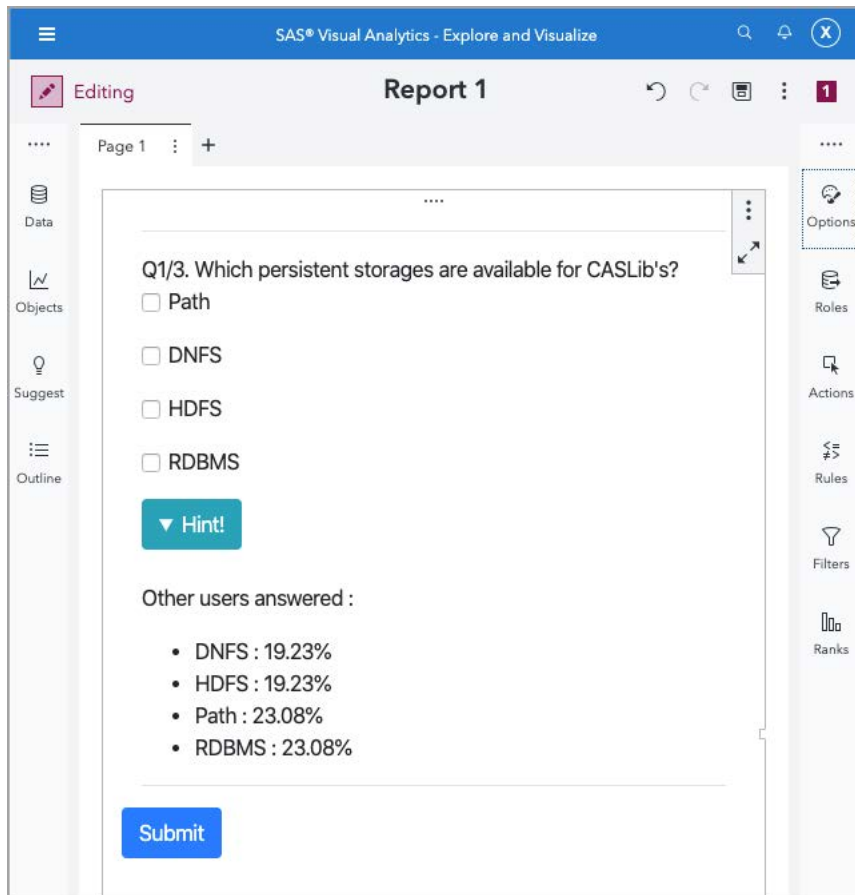 SAS® Visual Analytics - Explore and Visualize
X
Editing
Report 1
1
Page 1
Data
Objects
Suggest
Outline
Q1/3. Which persistent storages are available for CASLib's?
Path
DNFS
HDFS
RDBMS
▼ Hint!
Other users answered :
• DNFS : 19.23%
• HDFS : 19.23%
• Path : 23.08%
• RDBMS : 23.08%
Submit
Options
Roles
Actions
Rules
Filters
Ranks